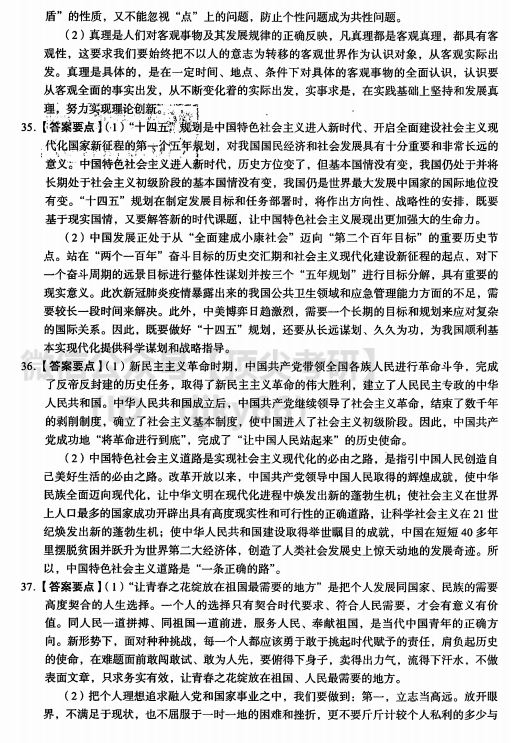 盾”的性质，又不能忽视“点”上的问题，防止个性问题成为共性问题。
（2）真理是人们对客观事物及其发展规律的正确反映，凡真理都是客观真理，都具有客
观性，这要求我们要始终把不以人的意志为转移的客观世界作为认识对象，从客观实际出
发。真理是具体的，是在一定时间、地点、条件下对具体的客观事物的全面认识，认识要
从客观全面的事实出发，从不断变化着的实际出发，实事求是，在实践基础上坚持和发展真
理，努力实现理论创新。
35.【答案要点】（1）“十四五”规划是中国特色社会主义进入新时代、开启全面建设社会主义现
代化国家新征程的第一个五年规划，对我国国民经济和社会发展具有十分重要和非常长远的
意义。中国特色社会主义进入新时代，历史方位变了，但基本国情没有变，我国仍处于并将
长期处于社会主义初级阶段的基本国情没有变，我国仍是世界最大发展中国家的国际地位没
有变。“十四五”规划在制定发展目标和任务部署时，将作出方向性、战略性的安排，既要
基于现实国情，又要解答新的时代课题，让中国特色社会主义展现出更加强大的生命力。
（2）中国发展正处于从“全面建成小康社会”迈向“第二个百年目标”的重要历史节
点。站在“两个一百年”奋斗目标的历史交汇期和社会主义现代化建设新征程的起点，对下
一个奋斗周期的远景目标进行整体性谋划并按三个“五年规划”进行目标分解，具有重要的
现实意义。此次新冠肺炎疫情暴露出来的我国公共卫生领域和应急管理能力方面的不足，需
要较长一段时间来解决。此外，中美博弈日趋激烈，需要一个长期的目标和规划来应对复杂
的国际关系。因此，既要做好“十四五”规划，还要从长远谋划、久久为功，为我国顺利基
本实现现代化提供科学谋划和战略指导。
36.【答案要点】（1）新民主主义革命时期，中国共产党带领全国各族人民进行革命斗争，完成
了反帝反封建的历史任务，取得了新民主主义革命的伟大胜利，建立了人民民主专政的中华
人民共和国。中华人民共和国成立后，中国共产党继续领导了社会主义革命，结束了数千年
的剥削制度，确立了社会主义基本制度，使中国进入了社会主义初级阶段。因此，中国共产
党成功地“将革命进行到底”，完成了“让中国人民站起来”的历史使命。
（2）中国特色社会主义道路是实现社会主义现代化的必由之路，是指引中国人民创造自
己美好生活的必由之路。改革开放以来，中国共产党领导中国人民取得的辉煌成就，使中华
民族全面迈向现代化，让中华文明在现代化进程中焕发出新的蓬勃生机；使社会主义在世界
上人口最多的国家成功开辟出具有高度现实性和可行性的正确道路，让科学社会主义在 21 世
纪焕发出新的蓬勃生机；使中华人民共和国建设取得举世瞩目的成就，中国在短短 40 多年
里摆脱贫困并跃升为世界第二大经济体，创造了人类社会发展史上惊天动地的发展奇迹。所
以，中国特色社会主义道路是“一条正确的路”。
37.【答案要点】（1）“让青春之花绽放在祖国最需要的地方”是把个人发展同国家、民族的需要
高度契合的人生选择。一个人的选择只有契合时代要求、符合人民需要，才会有意义有价
值。同人民一道拼搏、同祖国一道前进，服务人民、奉献祖国，是当代中国青年的正确方
向。新形势下，面对种种挑战，每一个人都应该勇于敢于挑起时代赋予的责任，肩负起历史
的使命，在难题面前敢闯敢试、敢为人先，要俯得下身子，卖得出力气，流得下汗水，不做
表面文章，只求务实有效，让青春之花绽放在祖国、人民最需要的地方。
（2）把个人理想追求融入党和国家事业之中，我们要做到：第一，立志当高远。放开眼
界，不满足于现状，也不屈服于一时一地的困难和挫折，更不要斤斤计较个人私利的多少与